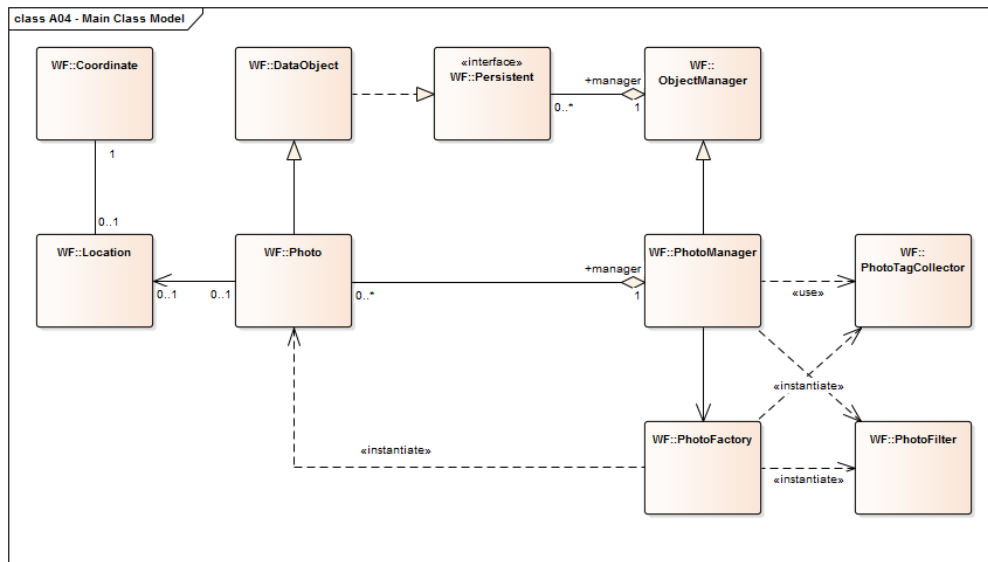 class A04 - Main Class Model
WF::Coordinate
WF::DataObject
«interface»
WF::Persistent
WF::
ObjectManager
+manager
0..*
1
1
0..1
WF::Location
WF::Photo
WF::PhotoManager
WF::
PhotoTagCollector
+manager
0..1
0..1
0..*
1
«use»
«instantiate»
WF::PhotoFactory
WF::PhotoFilter
«instantiate»
«instantiate»